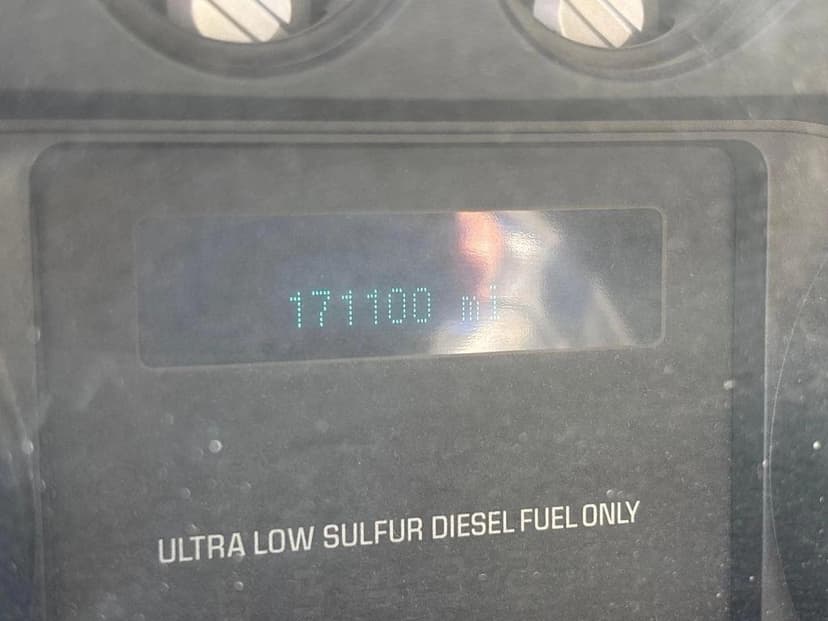 171100 mi
ULTRA LOW SULFUR DIESEL FUEL ONLY